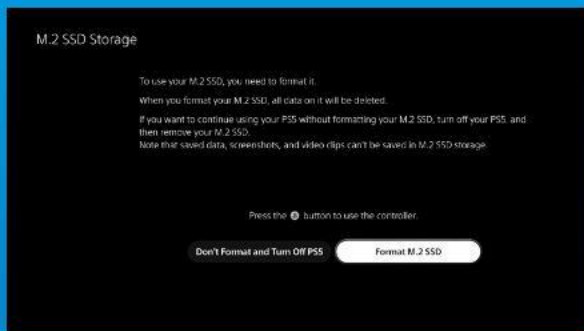 M.2 SSD Storage
To use your M.2 SSD, you need to format it.
When you format your M.2 SSD, all data on it will be deleted.
If you want to continue using your PS5 without formatting your M.2 SSD, turn off your PS5, and
then remove your M.2 SSD.
Note that saved data, screenshots, and video clips can't be saved in M.2 SSD storage.
Press the button to use the controller.
Don't Format and Turn Off PS5
Format M.2 SSD